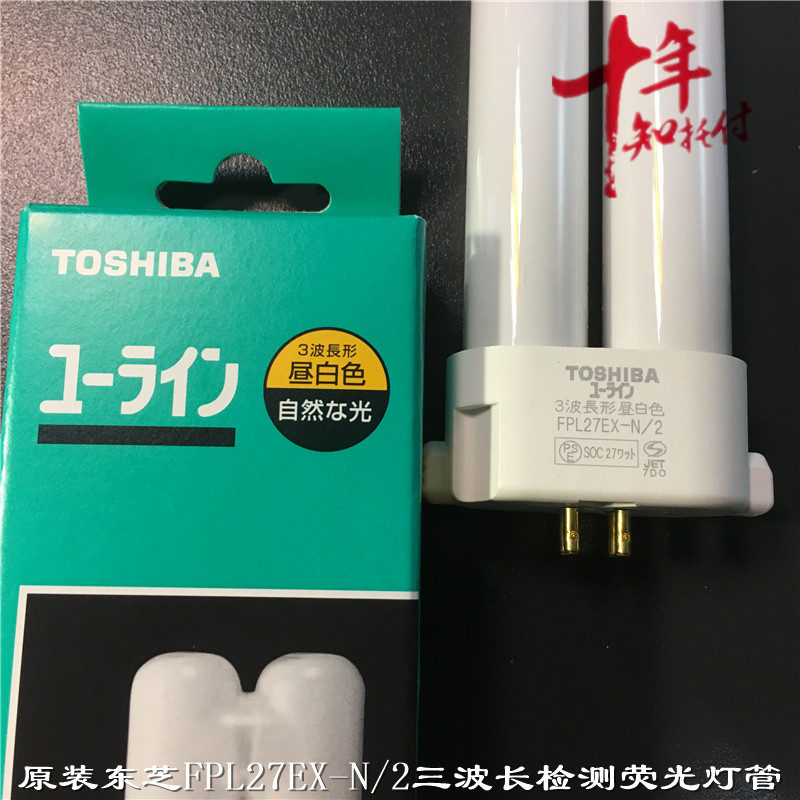 十年
知托付
TOSHIBA
ユーライン
3波長形
昼白色
自然な光
TOSHIBA
ユーライン
3波長形昼白色
FPL27EX-N/2
PSE SOC 27ワット
JET
7DO
原装东芝FPL27EX-N/2三波长检测荧光灯管